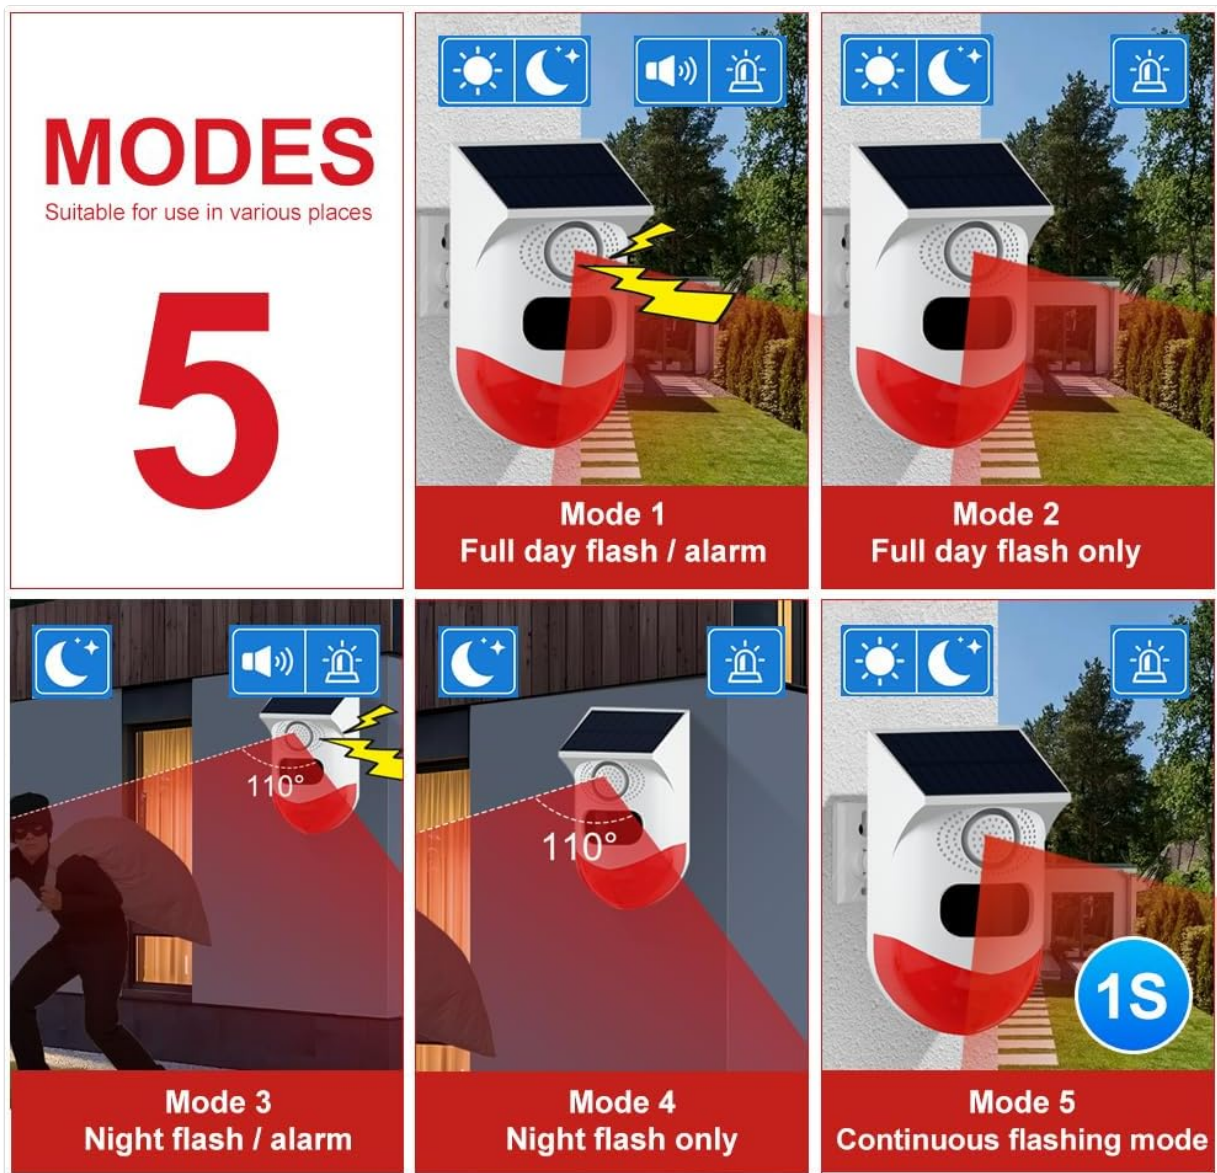 MODES
Suitable for use in various places
5
Mode 1
Full day flash / alarm
Mode 2
Full day flash only
110°
Mode 3
Night flash / alarm
110°
Mode 4
Night flash only
1S
Mode 5
Continuous flashing mode